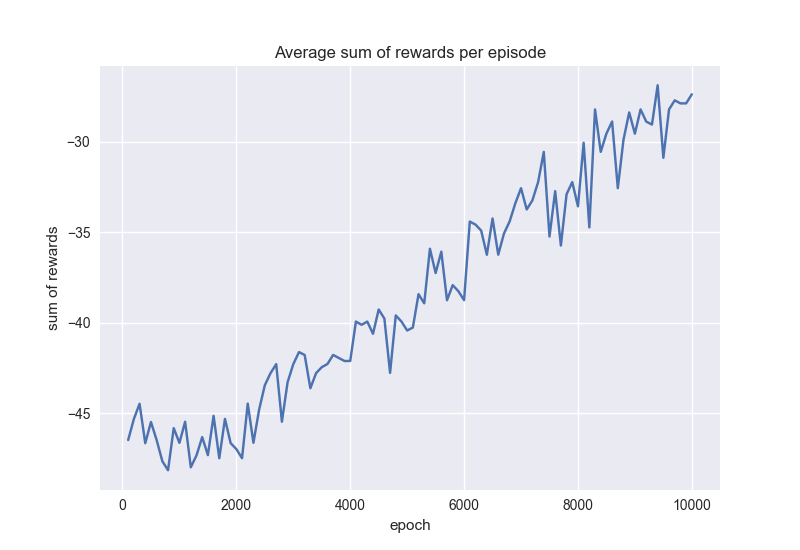 Average sum of rewards per episode
sum of rewards
−30
−35
−40
−45
0 2000 4000 6000 8000 10000
epoch